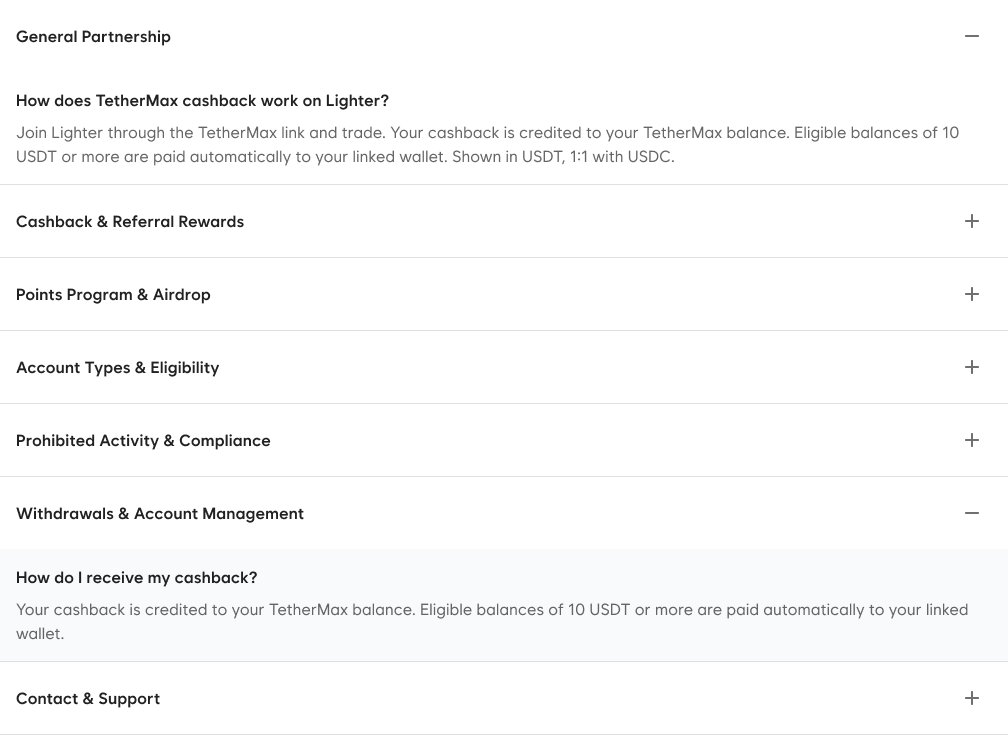 General Partnership
How does TetherMax cashback work on Lighter?
Join Lighter through the TetherMax link and trade. Your cashback is credited to your TetherMax balance. Eligible balances of 10
USDT or more are paid automatically to your linked wallet. Shown in USDT, 1:1 with USDC.
Cashback & Referral Rewards
Points Program & Airdrop
Account Types & Eligibility
Prohibited Activity & Compliance
Withdrawals & Account Management
How do I receive my cashback?
Your cashback is credited to your TetherMax balance. Eligible balances of 10 USDT or more are paid automatically to your linked
wallet.
Contact & Support